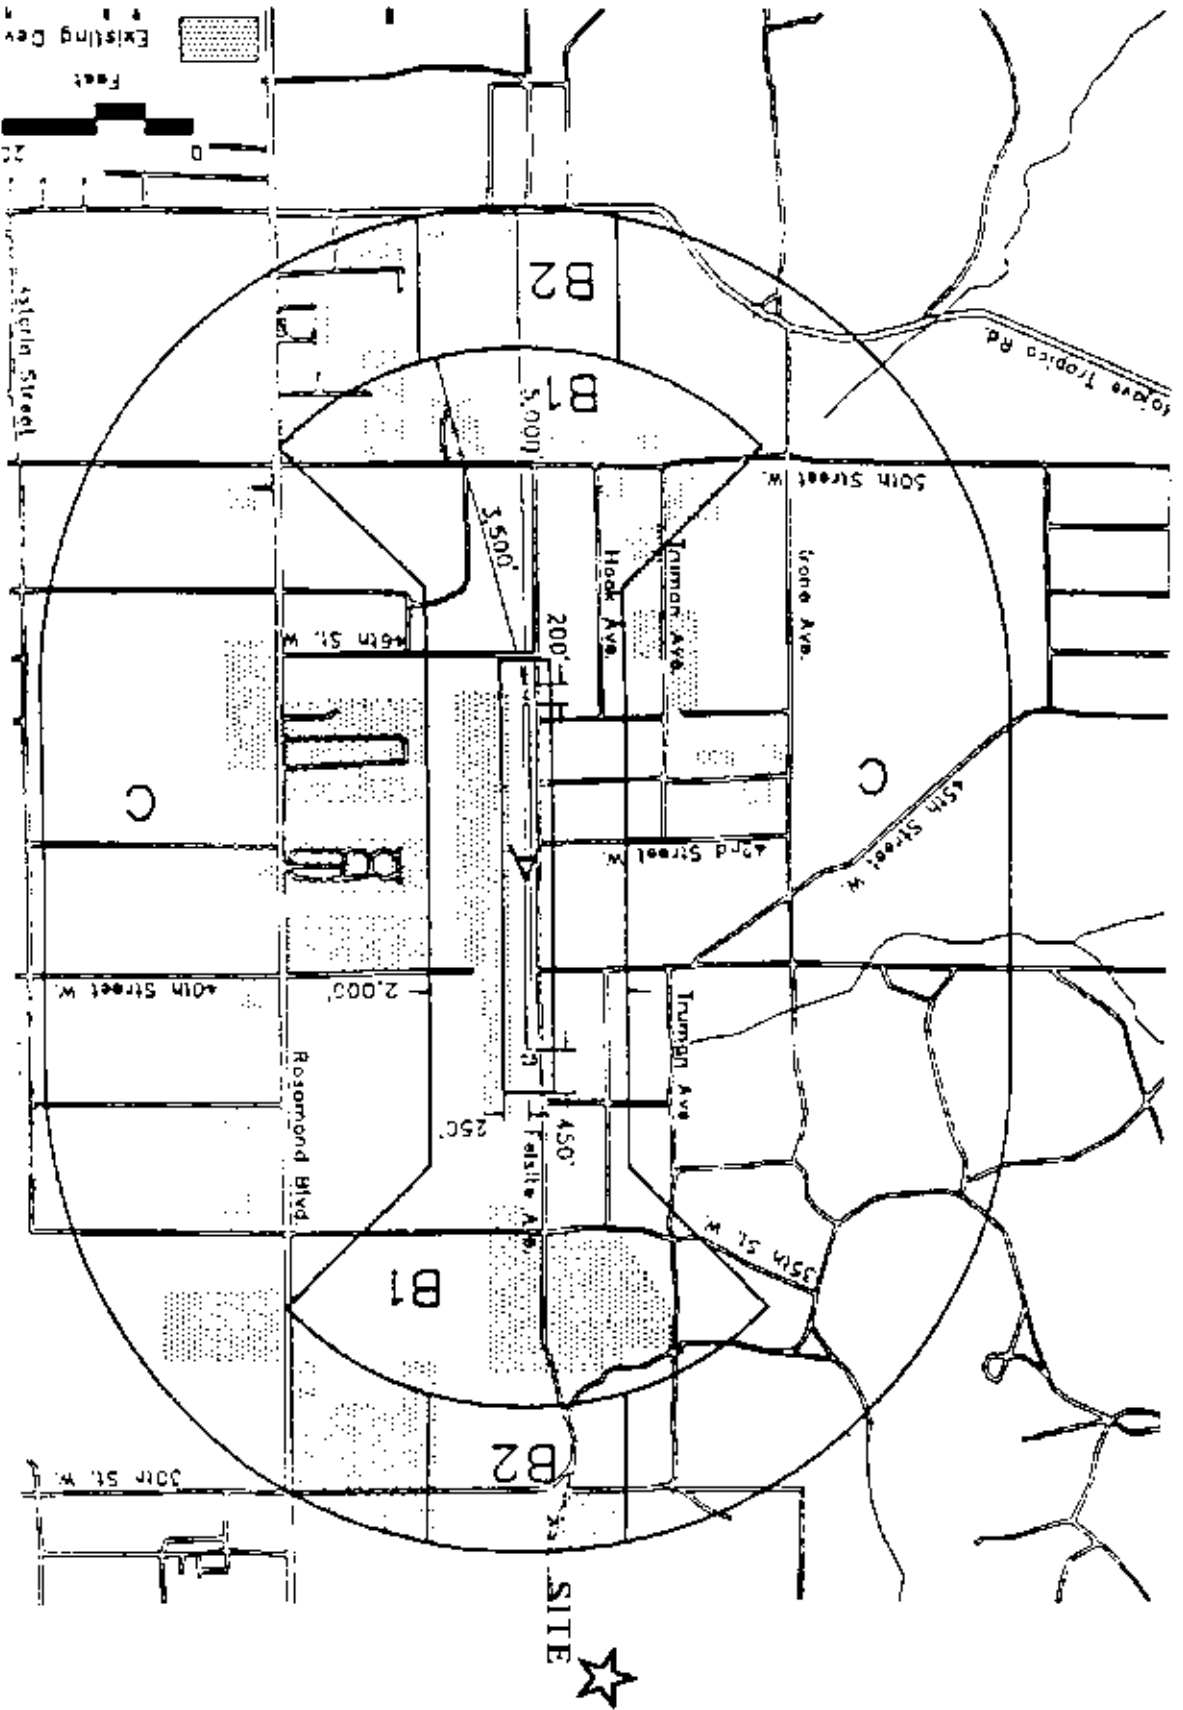 Existing Dev
Feet
0
B2
B1
5,000
Mojave Tropico Rd.
50th Street W.
3,500'
Hook Ave.
Truman Ave.
Irone Ave.
46th St. W.
200'
C
C
45th Street W.
A
42nd Street W.
40th Street W.
2,000'
Truman Ave
Rosamond Blvd.
250'
450'
Felsite Ave.
35th St. W.
B1
B2
30th St. W.
SITE